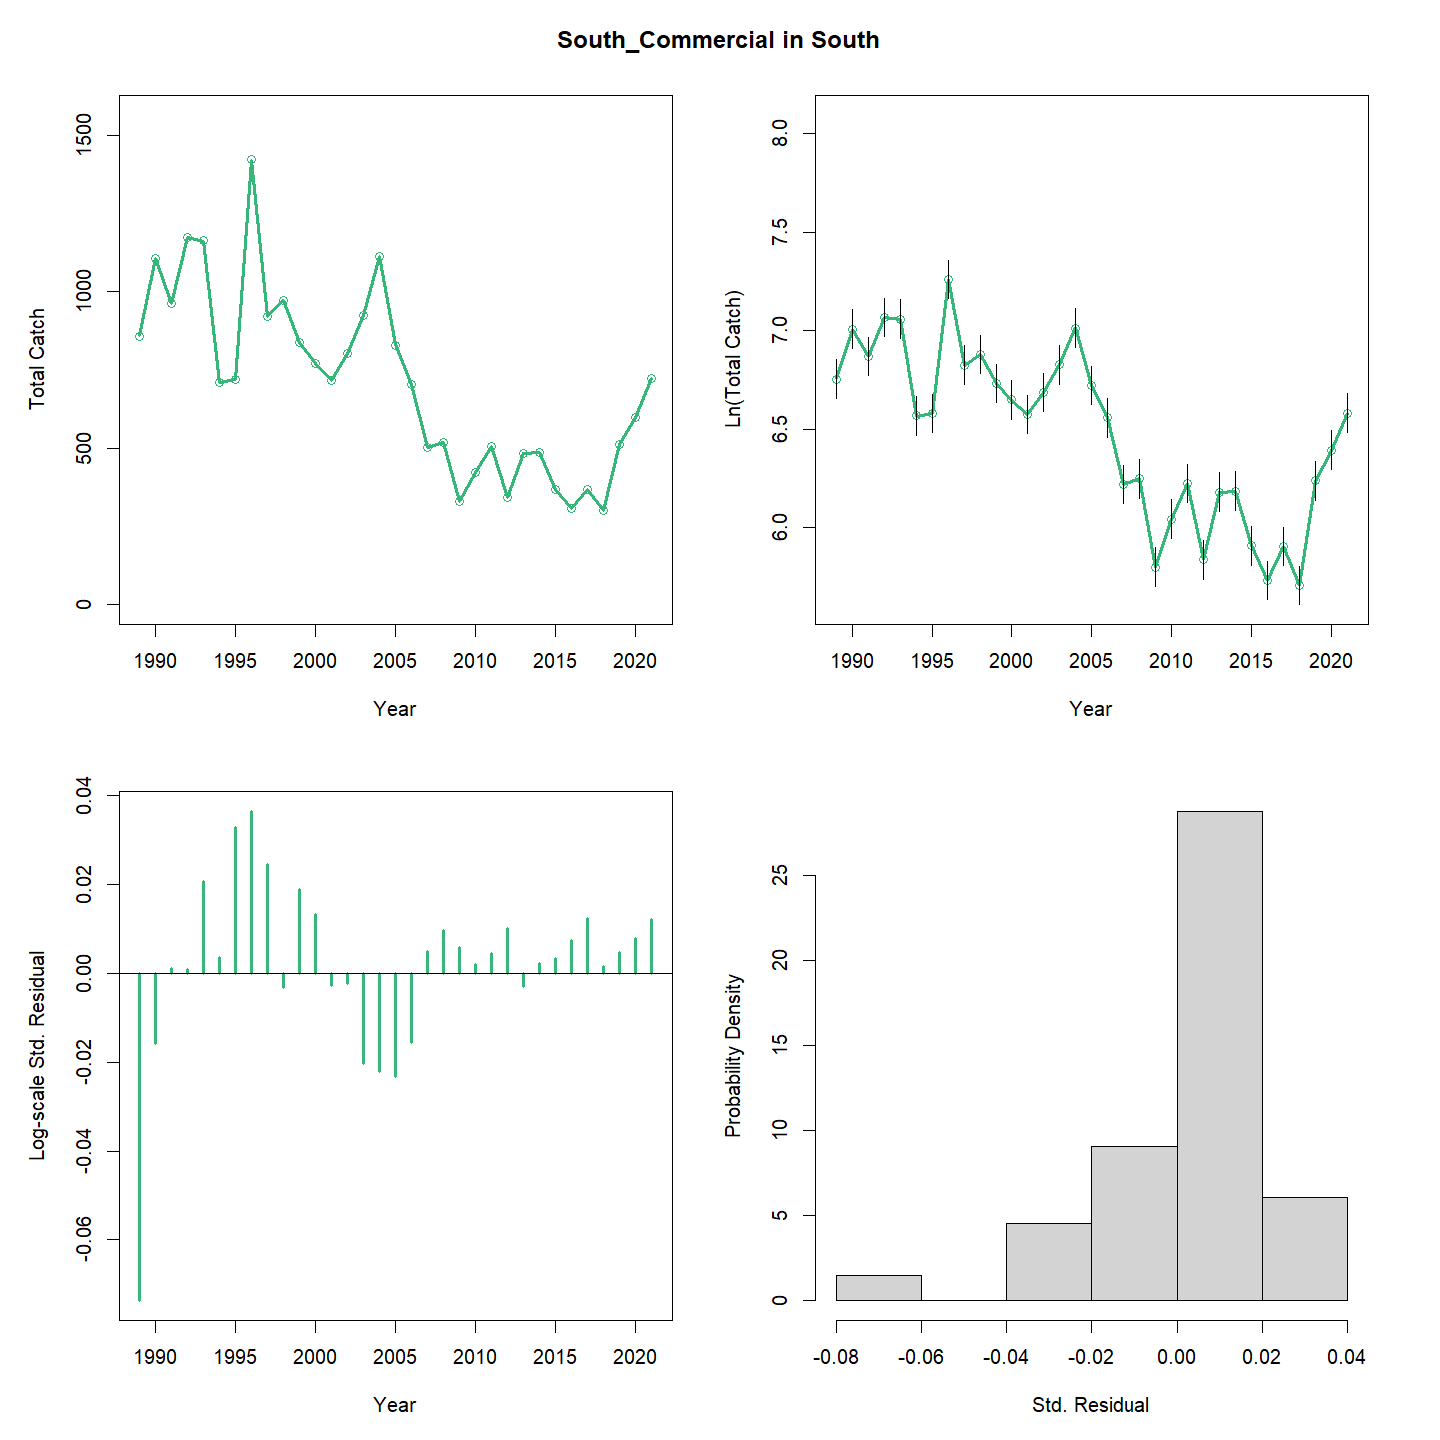 South_Commercial in South
Total Catch
1500
1000
500
0
1990 1995 2000 2005 2010 2015 2020
Year
Ln(Total Catch)
8.0
7.5
7.0
6.5
6.0
1990 1995 2000 2005 2010 2015 2020
Year
Log-scale Std. Residual
0.04
0.02
0.00
-0.02
-0.04
-0.06
1990 1995 2000 2005 2010 2015 2020
Year
Probability Density
25
20
15
10
5
0
-0.08 -0.06 -0.04 -0.02 0.00 0.02 0.04
Std. Residual